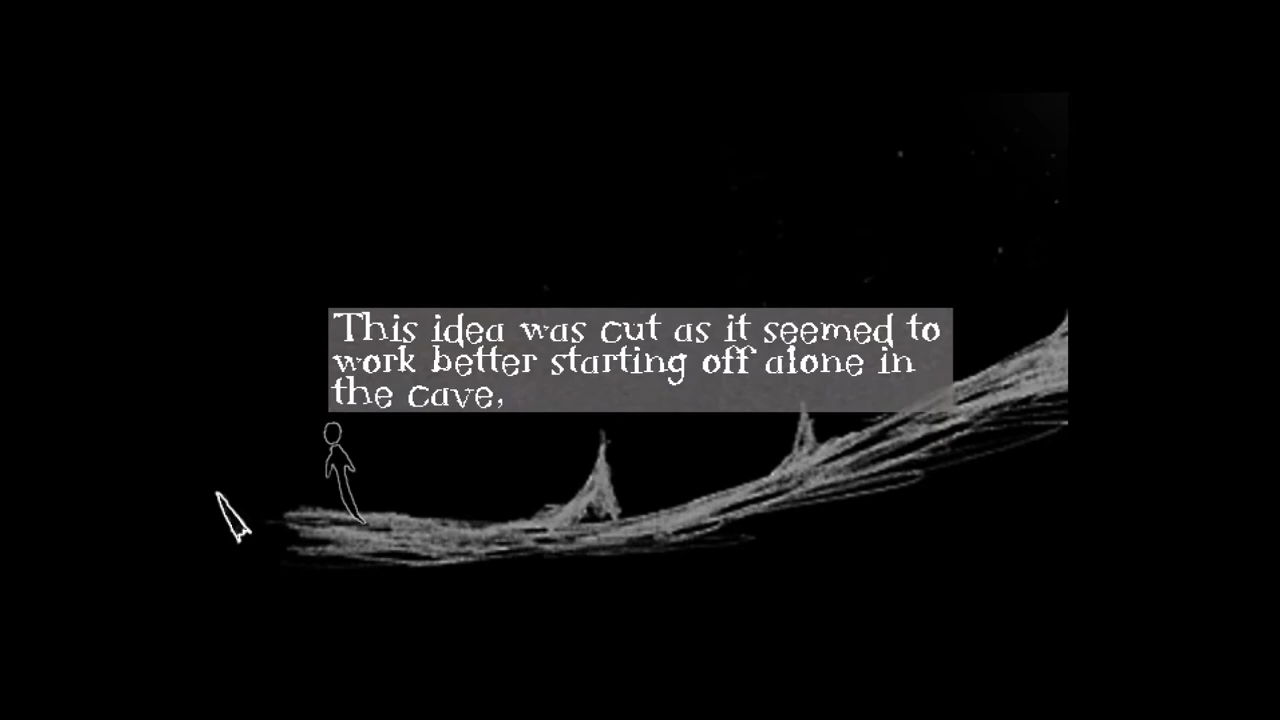 This idea was cut as it seemed to
work better starting off alone in
the cave,